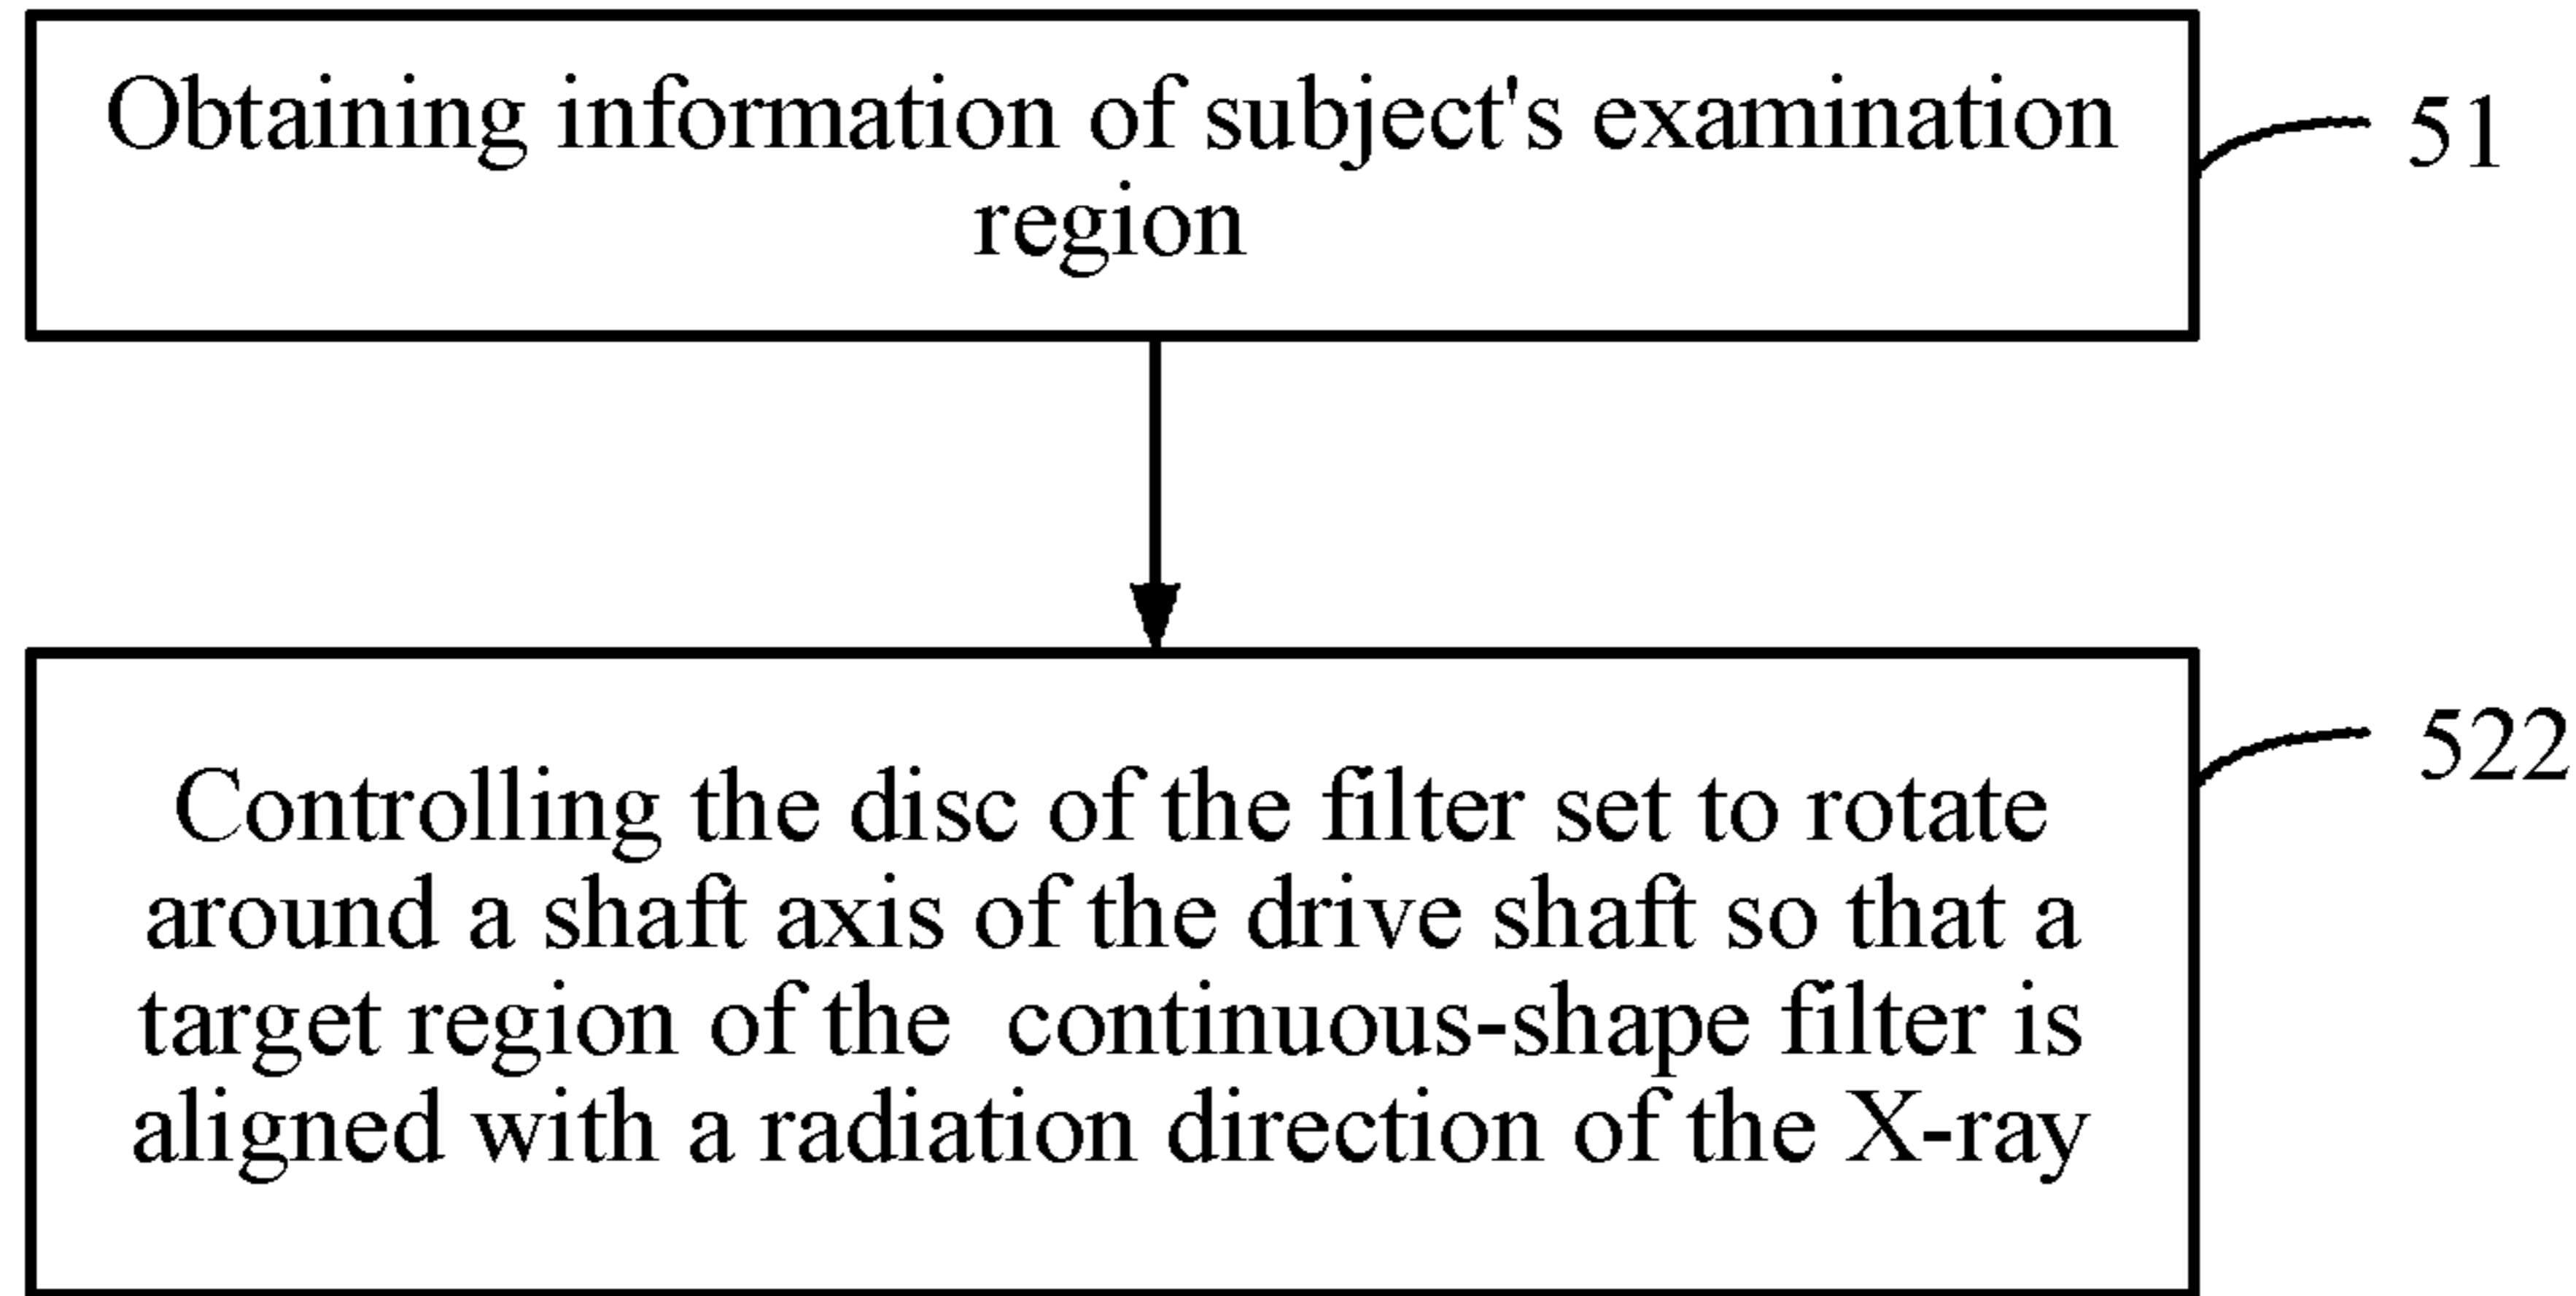 Obtaining information of subject's examination
region
51
Controlling the disc of the filter set to rotate
around a shaft axis of the drive shaft so that a
target region of the  continuous-shape filter is
aligned with a radiation direction of the X-ray
522